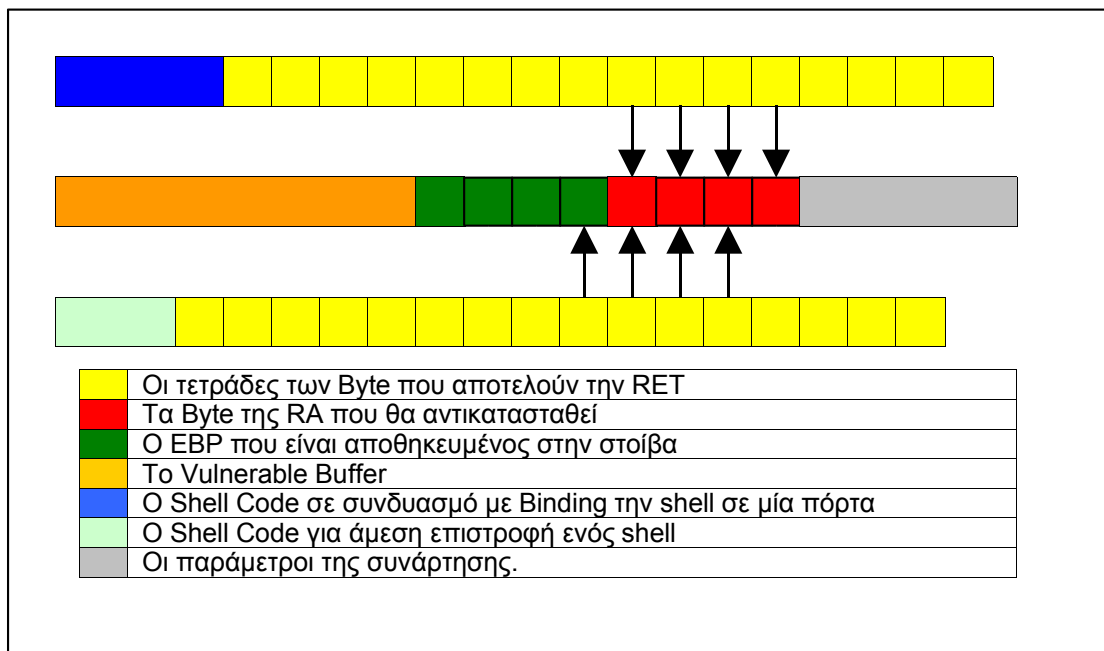 Οι τετράδες των Byte που αποτελούν την RET
Τα Byte της RA που θα αντικατασταθεί
Ο EBP που είναι αποθηκευμένος στην στοίβα
Το Vulnerable Buffer
Ο Shell Code σε συνδυασμό με Binding την shell σε μία πόρτα
Ο Shell Code για άμεση επιστροφή ενός shell
Οι παράμετροι της συνάρτησης.